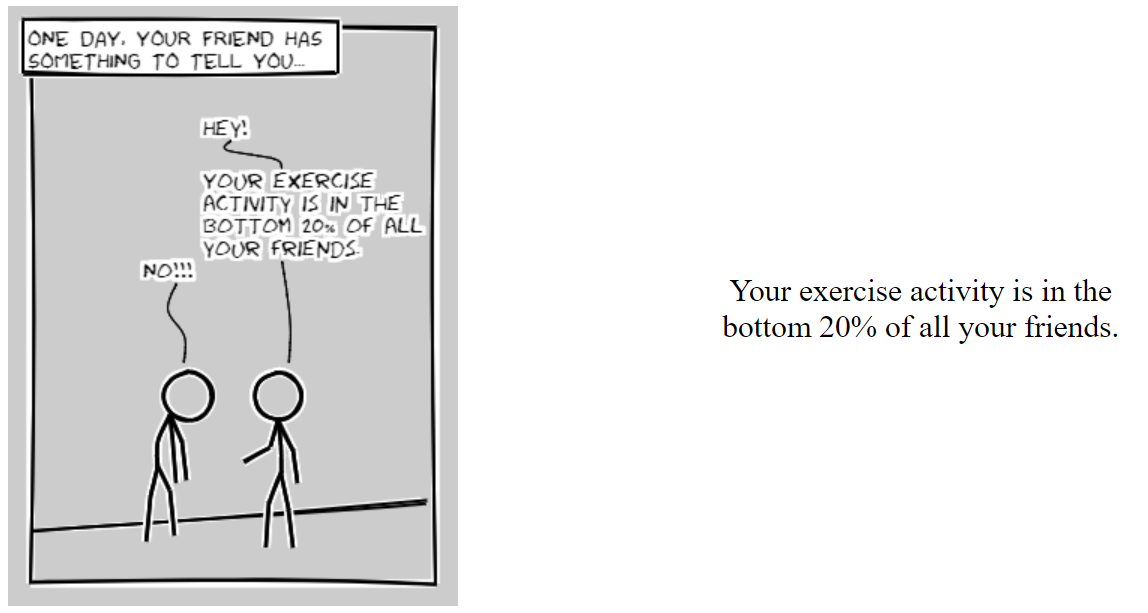 ONE DAY, YOUR FRIEND HAS
SOMETHING TO TELL YOU...
HEY!
YOUR EXERCISE
ACTIVITY IS IN THE
BOTTOM 20% OF ALL
YOUR FRIENDS.
NO!!!
Your exercise activity is in the
bottom 20% of all your friends.